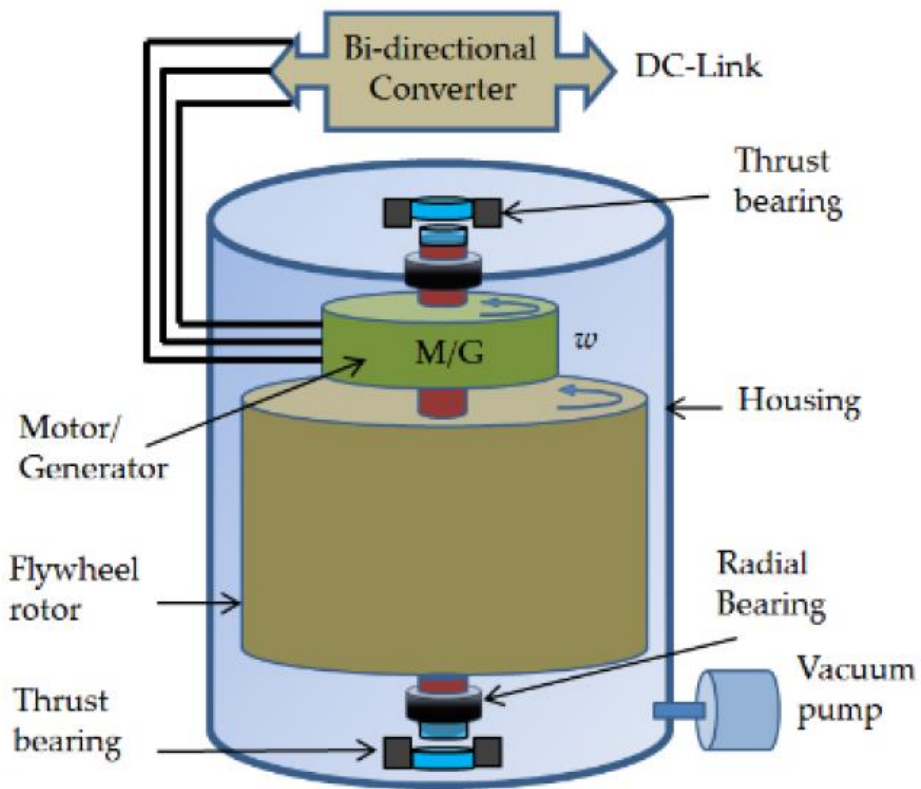 Bi-directional
Converter
DC-Link
Thrust
bearing
M/G
w
Housing
Motor/
Generator
Flywheel
rotor
Radial
Bearing
Thrust
bearing
Vacuum
pump